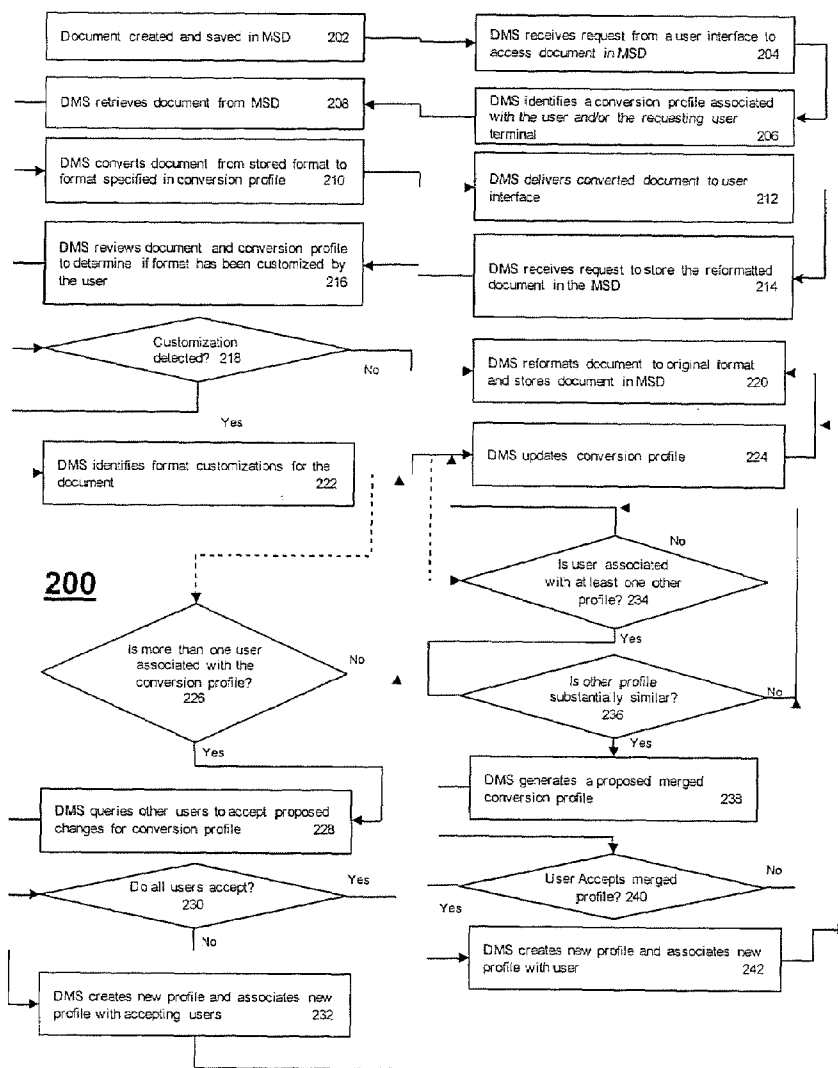 Document created and saved in MSD 202
DMS receives request from a user interface to
access document in MSD 204
DMS retrieves document from MSD 208
DMS identifies a conversion profile associated
with the user and/or the requesting user
terminal 206
DMS converts document from stored format to
format specified in conversion profile 210
DMS delivers converted document to user
interface 212
DMS reviews document and conversion profile
to determine if format has been customized by
the user 216
DMS receives request to store the reformatted
document in the MSD 214
Customization
detected? 218
No
Yes
DMS reformats document to original format
and stores document in MSD 220
DMS identifies format customizations for the
document 222
DMS updates conversion profile 224
200
No
Is user associated
with at least one other
profile? 234
Yes
Is more than one user
associated with the
conversion profile?
226
No
Yes
Is other profile
substantially similar?
236
No
Yes
DMS queries other users to accept proposed
changes for conversion profile 228
DMS generates a proposed merged
conversion profile 238
Do all users accept?
230
Yes
No
User Accepts merged
profile? 240
No
Yes
DMS creates new profile and associates new
profile with accepting users 232
DMS creates new profile and associates new
profile with user 242